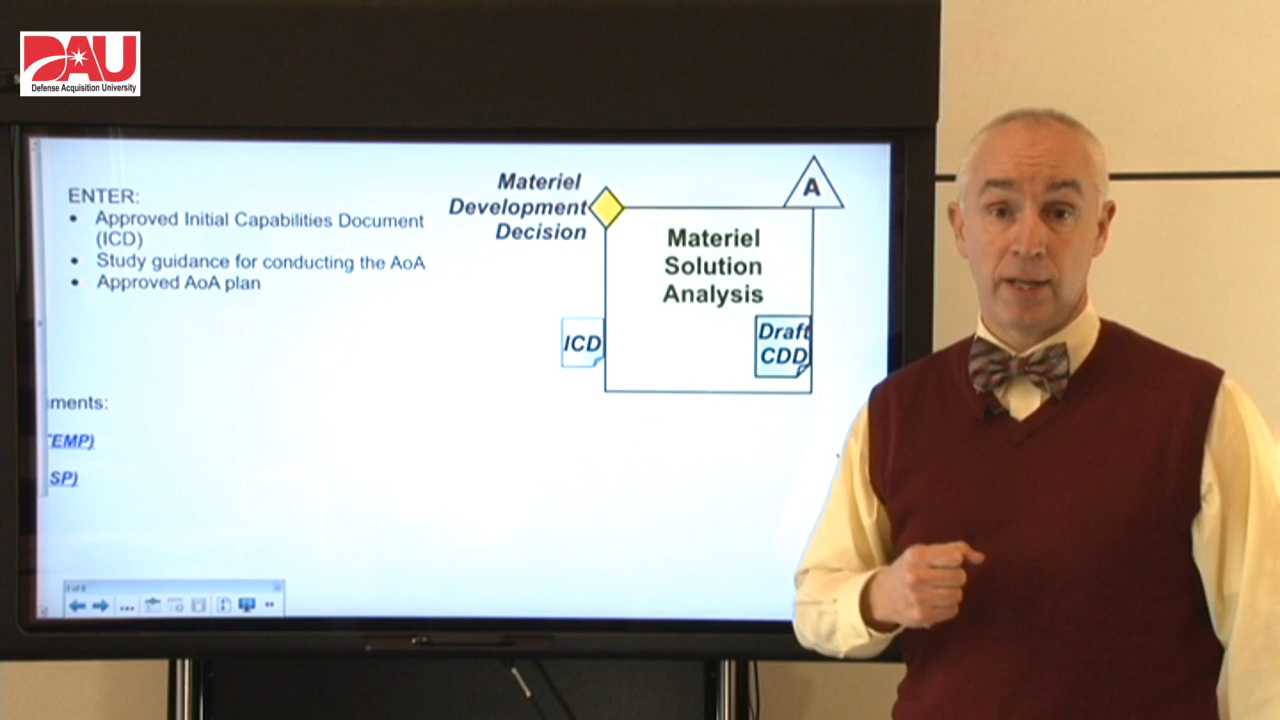 DAU
Defense Acquisition University
ENTER:
• Approved Initial Capabilities Document
(ICD)
• Study guidance for conducting the AoA
• Approved AoA plan
Materiel
Development
Decision
A
Materiel
Solution
Analysis
ICD
Draft
CDD
ments:
EMP)
SP)